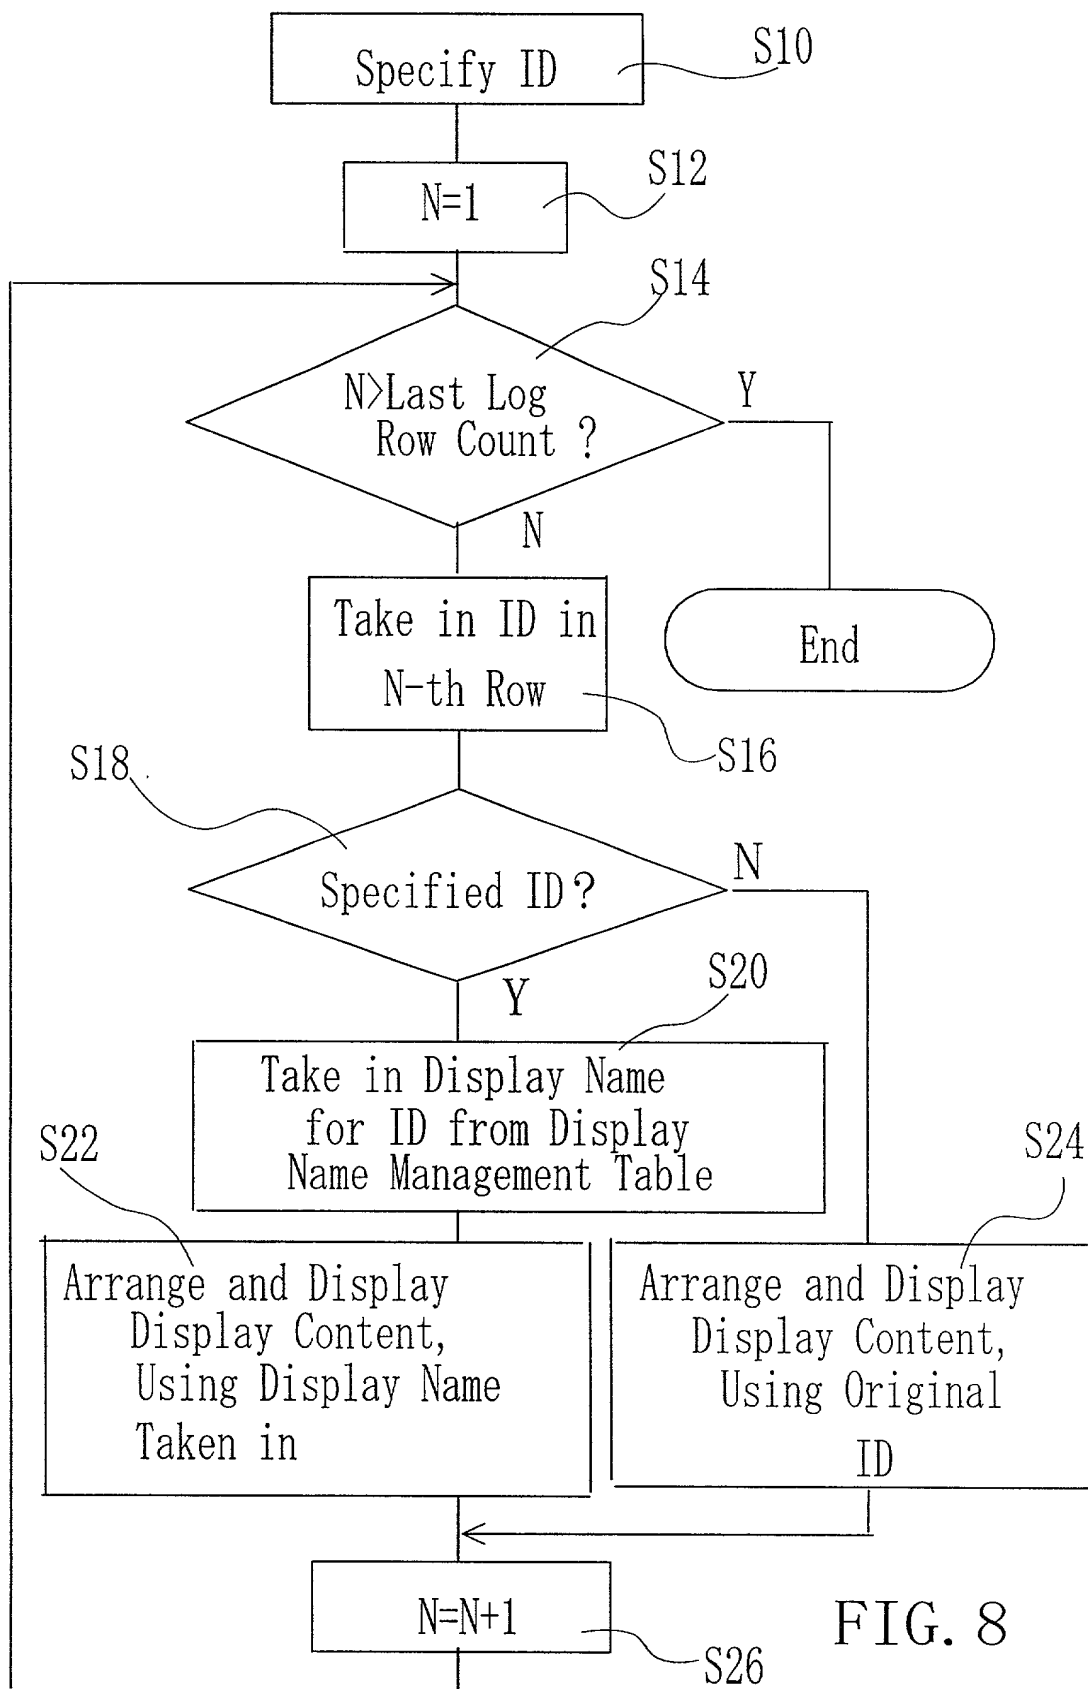 Specify ID
S10
N=1
S12
S14
N>Last Log
Row Count ?
Y
N
Take in ID in
N-th Row
End
S16
S18
Specified ID?
N
Y
S20
Take in Display Name
for ID from Display
Name Management Table
S22
S24
Arrange and Display
Display Content,
Using Display Name
Taken in
Arrange and Display
Display Content,
Using Original
ID
N=N+1
S26
FIG. 8